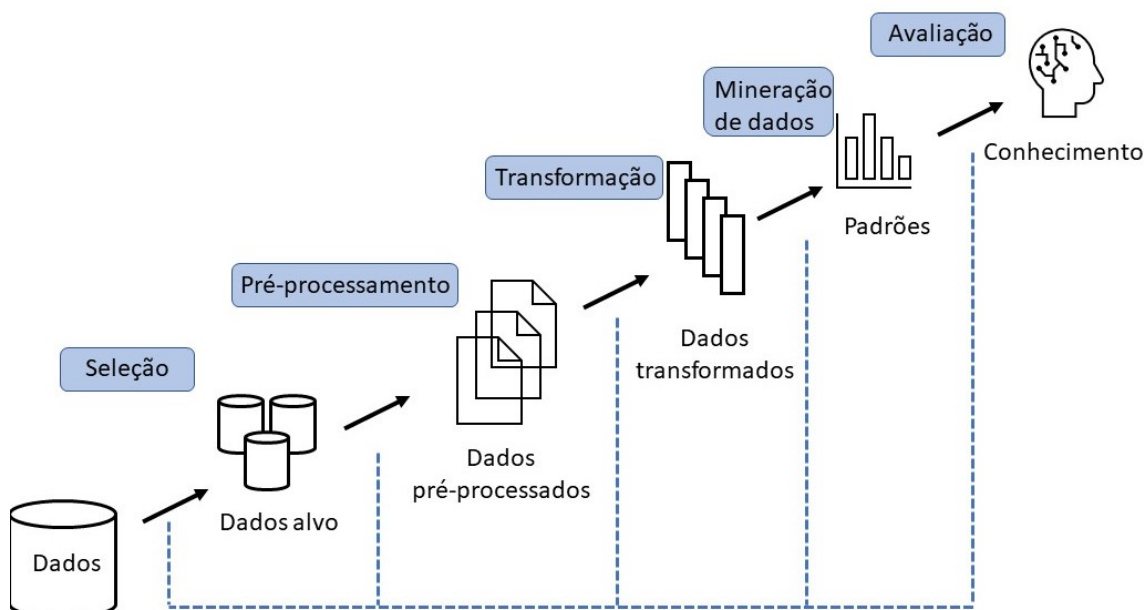 Avaliação
Mineração
de dados
Conhecimento
Transformação
Padrões
Pré-processamento
Dados
transformados
Seleção
Dados
pré-processados
Dados alvo
Dados